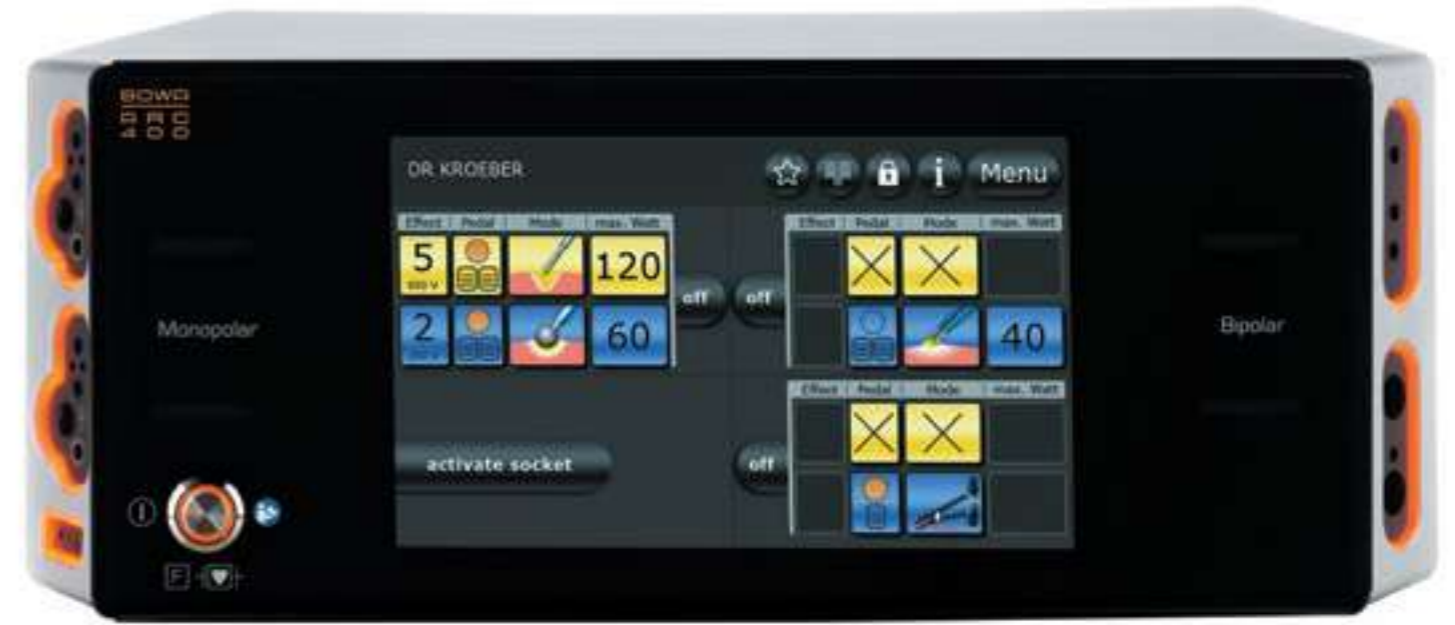 BOWA
ARC
400
DR KROEBER
i Menu
Effect Pedal Mode max. Watt
Effect Pedal Mode max. Watt
5 120
off off
Monopolar
2 60
40
Bipolar
Effect Pedal Mode max. Watt
activate socket
off
F